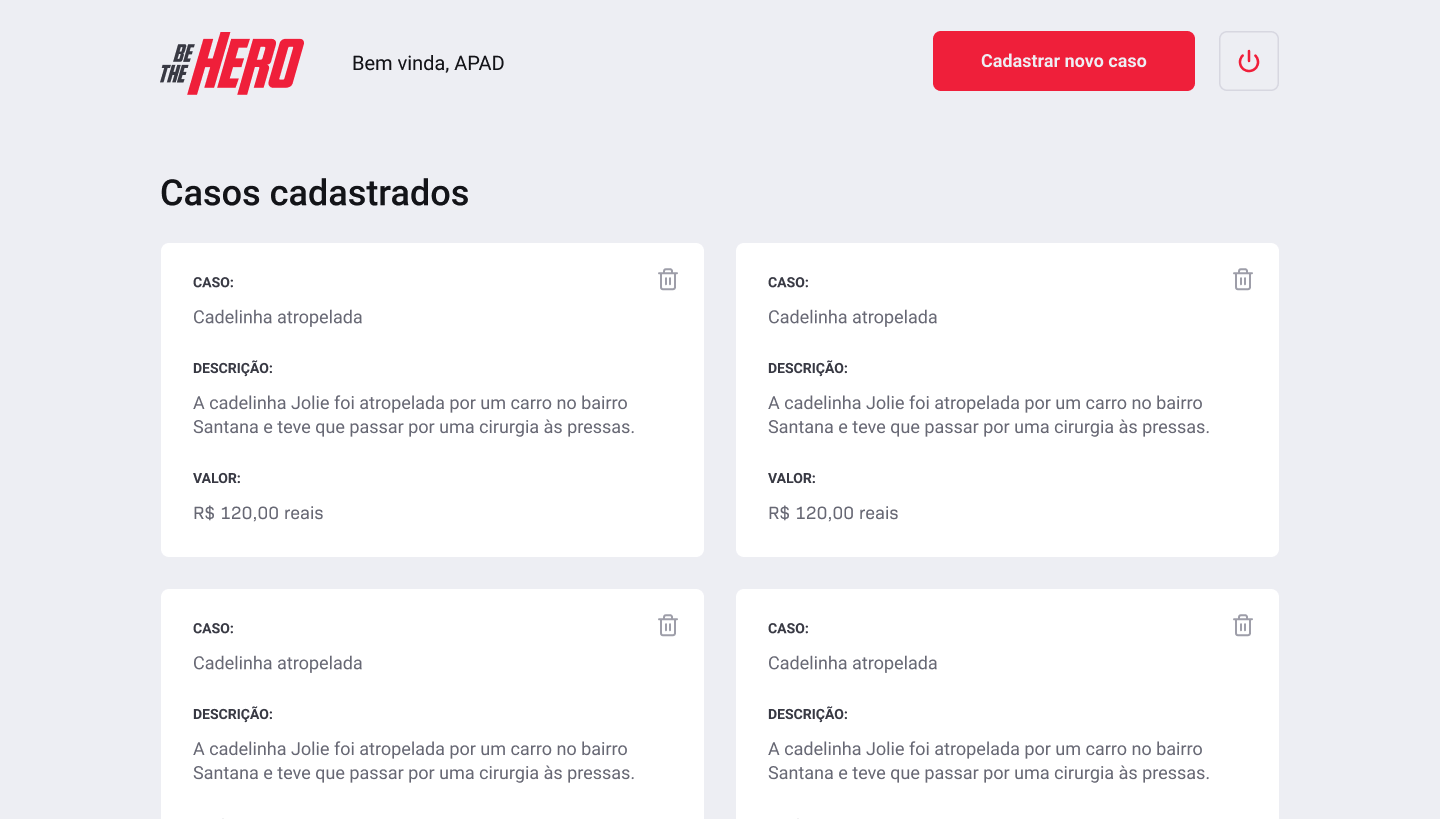 BE
THE
HERO
Bem vinda, APAD
Cadastrar novo caso
Casos cadastrados
CASO:
Cadelinha atropelada
DESCRIÇÃO:
A cadelinha Jolie foi atropelada por um carro no bairro
Santana e teve que passar por uma cirurgia às pressas.
VALOR:
R$ 120,00 reais
CASO:
Cadelinha atropelada
DESCRIÇÃO:
A cadelinha Jolie foi atropelada por um carro no bairro
Santana e teve que passar por uma cirurgia às pressas.
VALOR:
R$ 120,00 reais
CASO:
Cadelinha atropelada
DESCRIÇÃO:
A cadelinha Jolie foi atropelada por um carro no bairro
Santana e teve que passar por uma cirurgia às pressas.
CASO:
Cadelinha atropelada
DESCRIÇÃO:
A cadelinha Jolie foi atropelada por um carro no bairro
Santana e teve que passar por uma cirurgia às pressas.